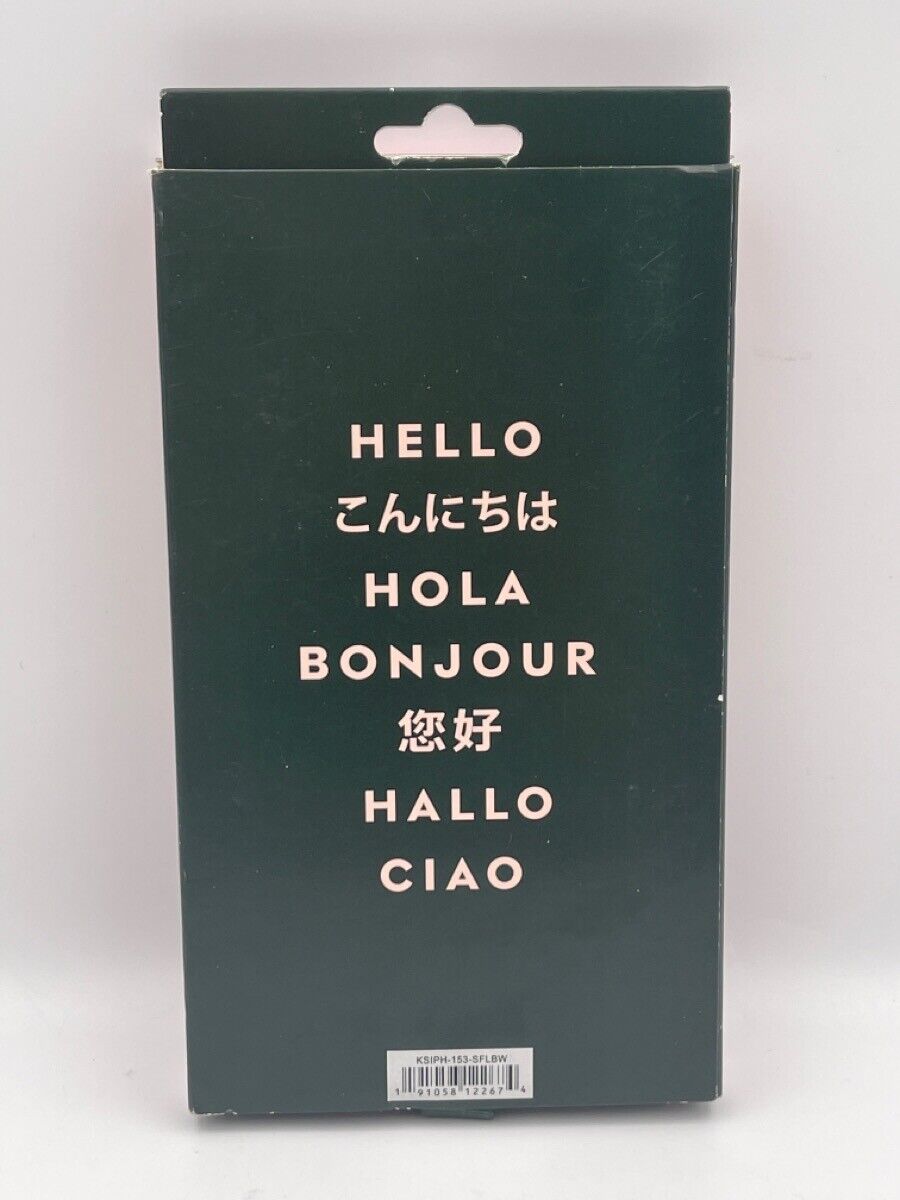 HELLO
こんにちは
HOLA
BONJOUR
您好
HALLO
CIAO
KSIPH-153-SFLBW
1 91058 12267 4